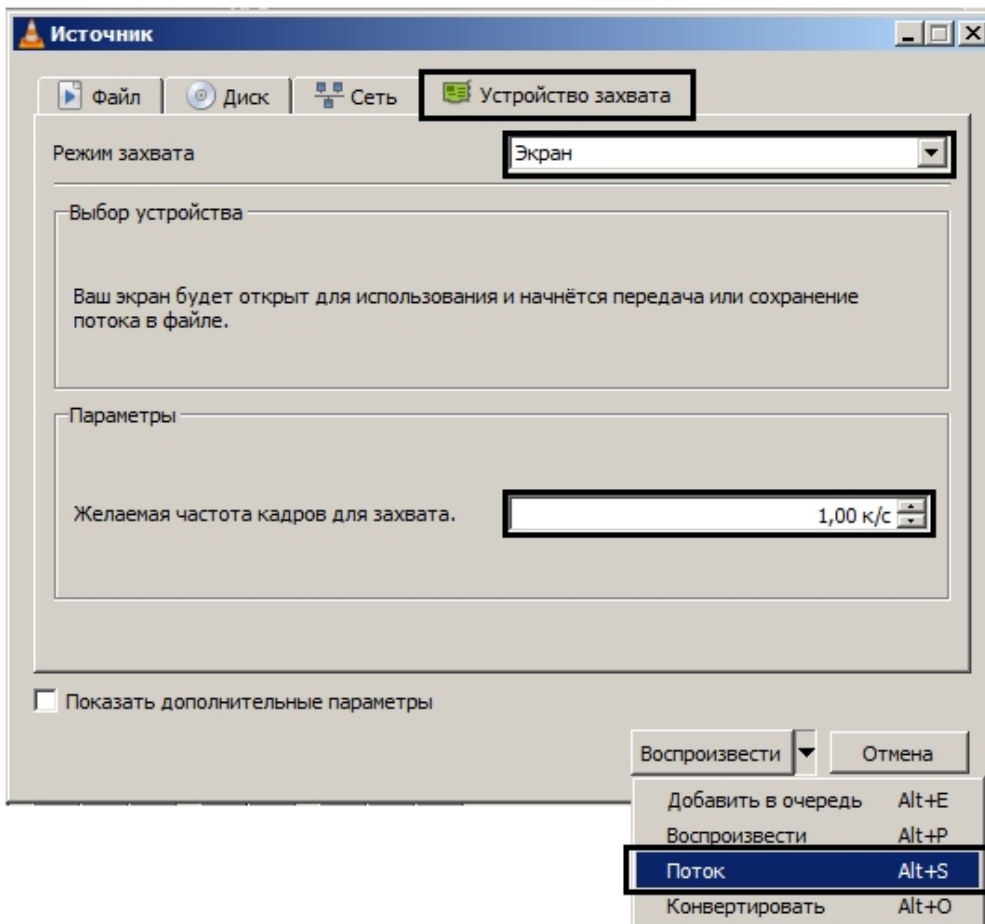 Источник
Файл Диск Сеть Устройство захвата
Режим захвата Экран
Выбор устройства
Ваш экран будет открыт для использования и начнётся передача или сохранение
потока в файле.
Параметры
Желаемая частота кадров для захвата. 1,00 к/с
Показать дополнительные параметры
Воспроизвести Отмена
Добавить в очередь Alt+E
Воспроизвести Alt+P
Поток Alt+S
Конвертировать Alt+O